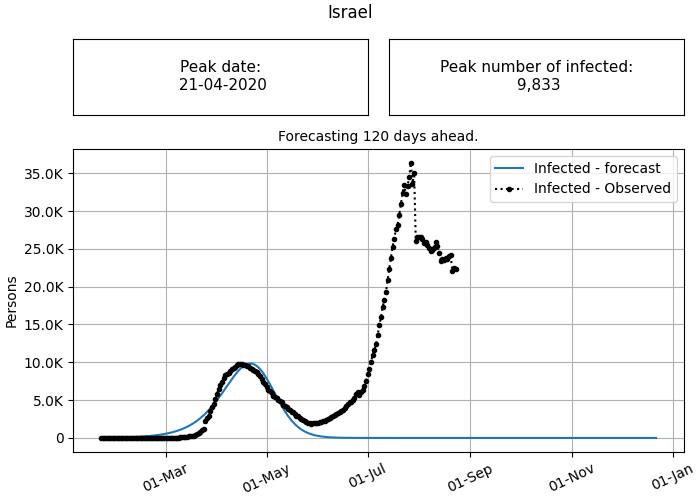 Israel
Peak date:
21-04-2020
Peak number of infected:
9,833
Forecasting 120 days ahead.
Infected - forecast
Infected - Observed
35.0K
30.0K
25.0K
20.0K
15.0K
10.0K
5.0K
0
Persons
01-Mar
01-May
01-Jul
01-Sep
01-Nov
01-Jan